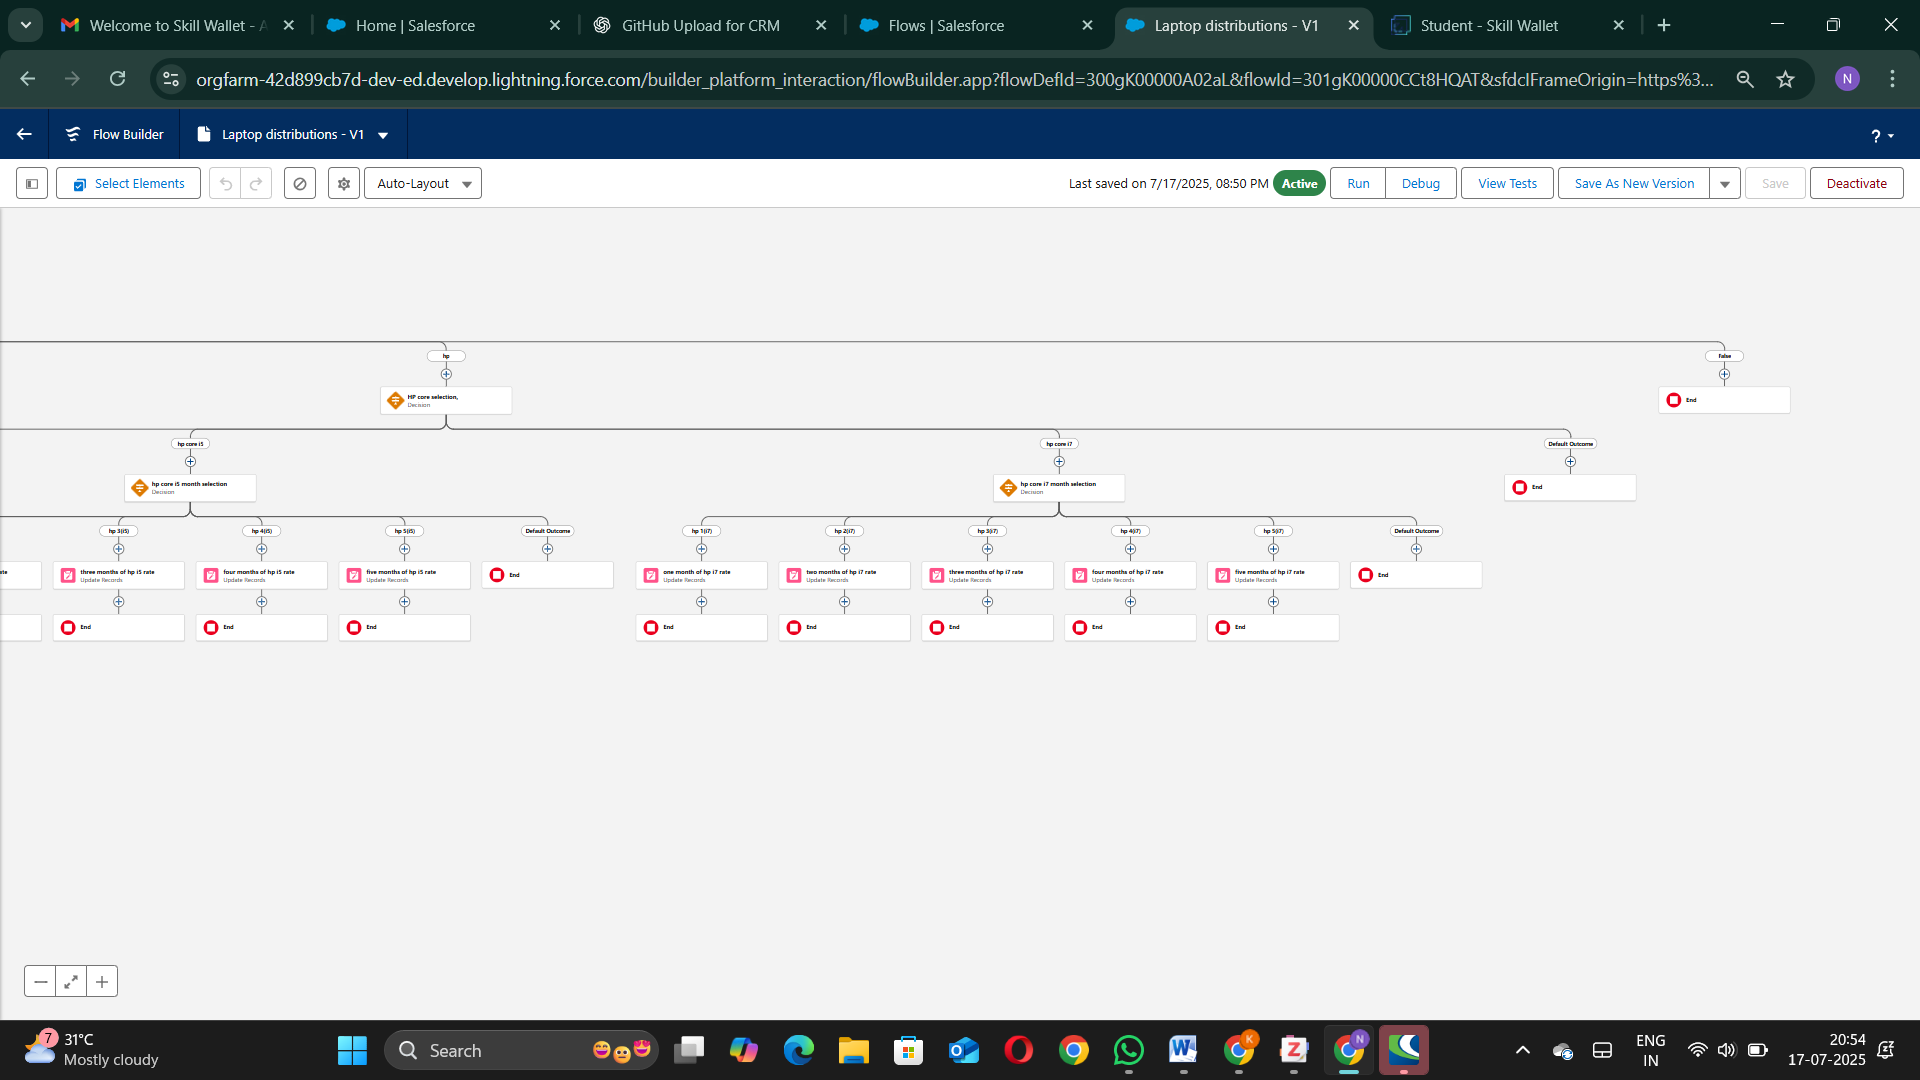 Welcome to Skill Wallet - A
Home | Salesforce
GitHub Upload for CRM
Flows | Salesforce
Laptop distributions - V1
Student - Skill Wallet
orgfarm-42d899cb7d-dev-ed.develop.lightning.force.com/builder_platform_interaction/flowBuilder.app?flowDefId=300gK00000A02aL&flowId=301gK00000CCt8HQAT&sfdcIFrameOrigin=https%3...
N
Flow Builder
Laptop distributions - V1
?
Select Elements
Auto-Layout
Last saved on 7/17/2025, 08:50 PM
Active
Run
Debug
View Tests
Save As New Version
Save
Deactivate
hp
False
HP core selection,
Decision
End
hp core i5
hp core i7
Default Outcome
hp core i5 month selection
Decision
hp core i7 month selection
Decision
End
hp 3(i5)
hp 4(i5)
hp 5(i5)
Default Outcome
hp 1(i7)
hp 2(i7)
hp 3(i7)
hp 4(i7)
hp 5(i7)
Default Outcome
ate
three months of hp i5 rate
Update Records
four months of hp i5 rate
Update Records
five months of hp i5 rate
Update Records
End
one month of hp i7 rate
Update Records
two months of hp i7 rate
Update Records
three months of hp i7 rate
Update Records
four months of hp i7 rate
Update Records
five months of hp i7 rate
Update Records
End
End
End
End
End
End
End
End
End
7
31°C
Mostly cloudy
Search
K
N
ENG
IN
20:54
17-07-2025